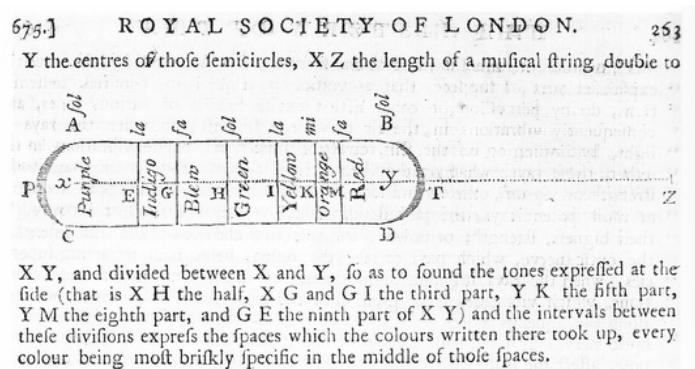 675.] ROYAL SOCIETY OF LONDON. 263
Y the centres of thoſe ſemicircles, X Z the length of a muſical ſtring, double to
ſol la fa ſol la mi fa ſol
A B
P x Purple E Indigo G Blew H Green I Yellow K Orange M Red y T Z
C D
X Y, and divided between X and Y, ſo as to ſound the tones expreſſed at the
ſide (that is X H the half, X G and G I the third part, Y K the fifth part,
Y M the eighth part, and G E the ninth part of X Y) and the intervals between
theſe diviſions expreſs the ſpaces which the colours written there took up, every
colour being moſt briſkly ſpecific in the middle of thoſe ſpaces.